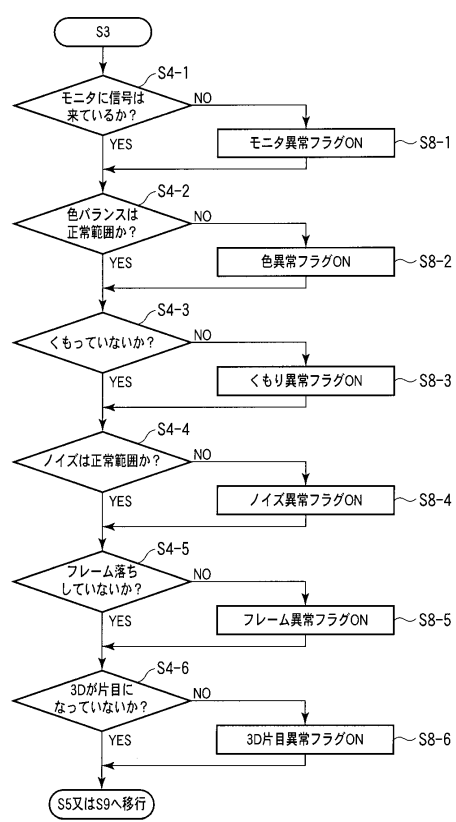 S3
S4-1
モニタに信号は
来ているか?
NO
YES
モニタ異常フラグON
S8-1
S4-2
色バランスは
正常範囲か?
NO
YES
色異常フラグON
S8-2
S4-3
くもっていないか?
NO
YES
くもり異常フラグON
S8-3
S4-4
ノイズは正常範囲か?
NO
YES
ノイズ異常フラグON
S8-4
S4-5
フレーム落ち
していないか?
NO
YES
フレーム異常フラグON
S8-5
S4-6
3Dが片目に
なっていないか?
NO
YES
3D片目異常フラグON
S8-6
S5又はS9へ移行